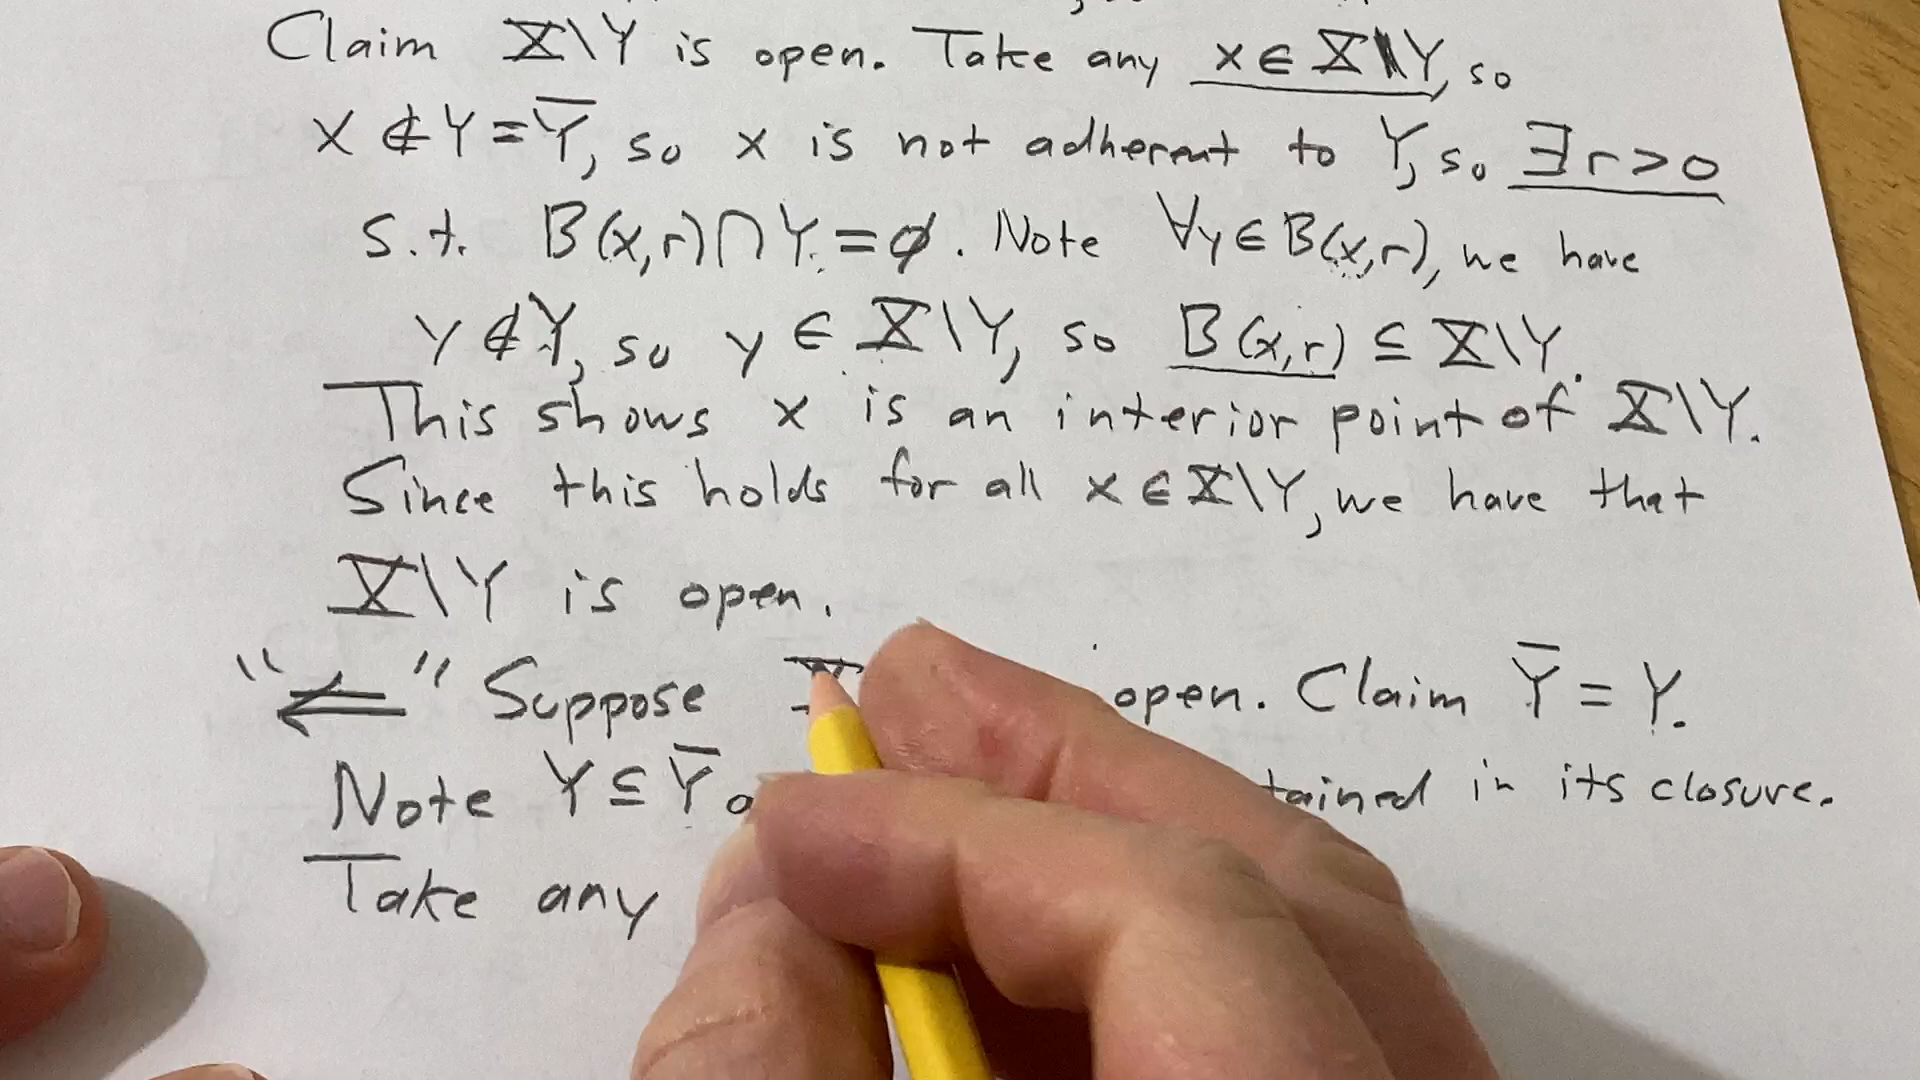 Claim X\Y is open. Take any x ∈ X\Y, so
x ∉ Y = Y̅, so x is not adherent to Y, so ∃r>0
s.t. B(x,r)∩Y = ∅. Note ∀y∈B(x,r), we have
y ∉ Y, so y ∈ X\Y, so B(x,r) ⊆ X\Y.
This shows x is an interior point of X\Y.
Since this holds for all x ∈ X\Y, we have that
X\Y is open.
"⇐" Suppose open. Claim Y̅ = Y.
Note Y ⊆ Y̅ in its closure.
Take any